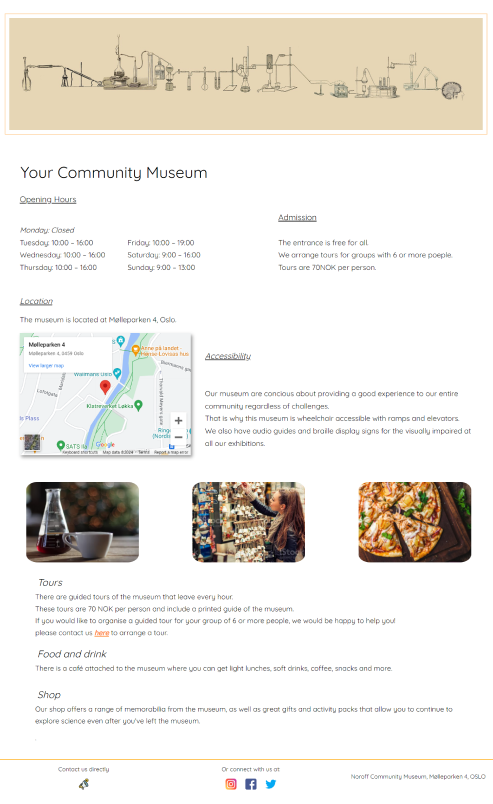 Your Community Museum
Opening Hours
Monday: Closed
Tuesday: 10:00 – 16:00
Wednesday: 10:00 – 16:00
Thursday: 10:00 – 16:00
Friday: 10:00 – 19:00
Saturday: 9:00 – 16:00
Sunday: 9:00 – 13:00
Admission
The entrance is free for all.
We arrange tours for groups with 6 or more poeple.
Tours are 70NOK per person.
Location
The museum is located at Mølleparken 4, Oslo.
Mølleparken 4
Mølleparken 4, 0459 Oslo
View larger map
Anne på landet
Hønse-Lovisas hus
Loftsgata
Klatreverket Løkka
ls Plass
SATS
Google
Keyboard shortcuts
Map data ©2024
Terms
Report a map error
Accessibility
Our museum are concious about providing a good experience to our entire
community regardless of challenges.
That is why this museum is wheelchair accessible with ramps and elevators.
We also have audio guides and braille display signs for the visually impaired at
all our exhibitions.
Tours
There are guided tours of the museum that leave every hour.
These tours are 70 NOK per person and include a printed guide of the museum.
If you would like to organise a guided tour for your group of 6 or more people, we would be happy to help you!
please contact us here to arrange a tour.
Food and drink
There is a café attached to the museum where you can get light lunches, soft drinks, coffee, snacks and more.
Shop
Our shop offers a range of memorabilia from the museum, as well as great gifts and activity packs that allow you to continue to
explore science even after you've left the museum.
Contact us directly
Or connect with us at:
Noroff Community Museum, Mølleparken 4, OSLO